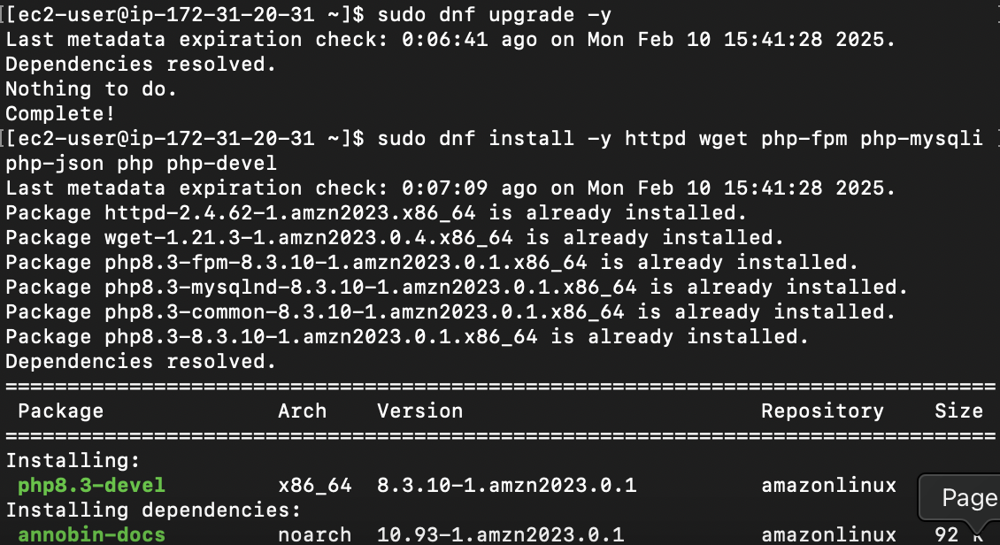 [[ec2-user@ip-172-31-20-31 ~]$ sudo dnf upgrade -y
Last metadata expiration check: 0:06:41 ago on Mon Feb 10 15:41:28 2025.
Dependencies resolved.
Nothing to do.
Complete!
[[ec2-user@ip-172-31-20-31 ~]$ sudo dnf install -y httpd wget php-fpm php-mysqli ]
php-json php php-devel
Last metadata expiration check: 0:07:09 ago on Mon Feb 10 15:41:28 2025.
Package httpd-2.4.62-1.amzn2023.x86_64 is already installed.
Package wget-1.21.3-1.amzn2023.0.4.x86_64 is already installed.
Package php8.3-fpm-8.3.10-1.amzn2023.0.1.x86_64 is already installed.
Package php8.3-mysqlnd-8.3.10-1.amzn2023.0.1.x86_64 is already installed.
Package php8.3-common-8.3.10-1.amzn2023.0.1.x86_64 is already installed.
Package php8.3-8.3.10-1.amzn2023.0.1.x86_64 is already installed.
Dependencies resolved.
================================================================================
Package Arch Version Repository Size
================================================================================
Installing:
php8.3-devel x86_64 8.3.10-1.amzn2023.0.1 amazonlinux
Page
Installing dependencies:
annobin-docs noarch 10.93-1.amzn2023.0.1 amazonlinux 92 k